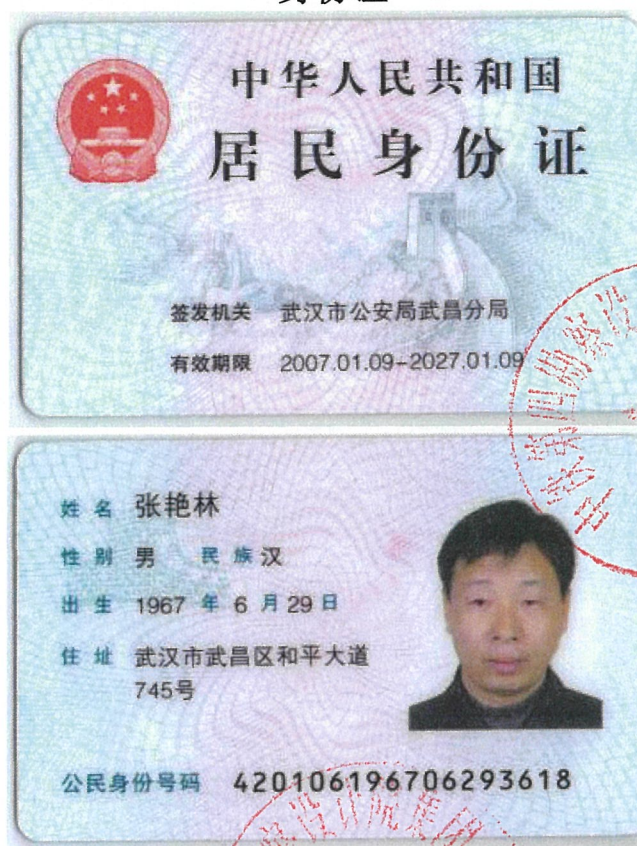 中华人民共和国
居民身份证
签发机关 武汉市公安局武昌分局
有效期限 2007.01.09-2027.01.09
姓名 张艳林
性别 男 民族 汉
出生 1967 年 6 月 29 日
住址 武汉市武昌区和平大道
745号
公民身份号码 420106196706293618